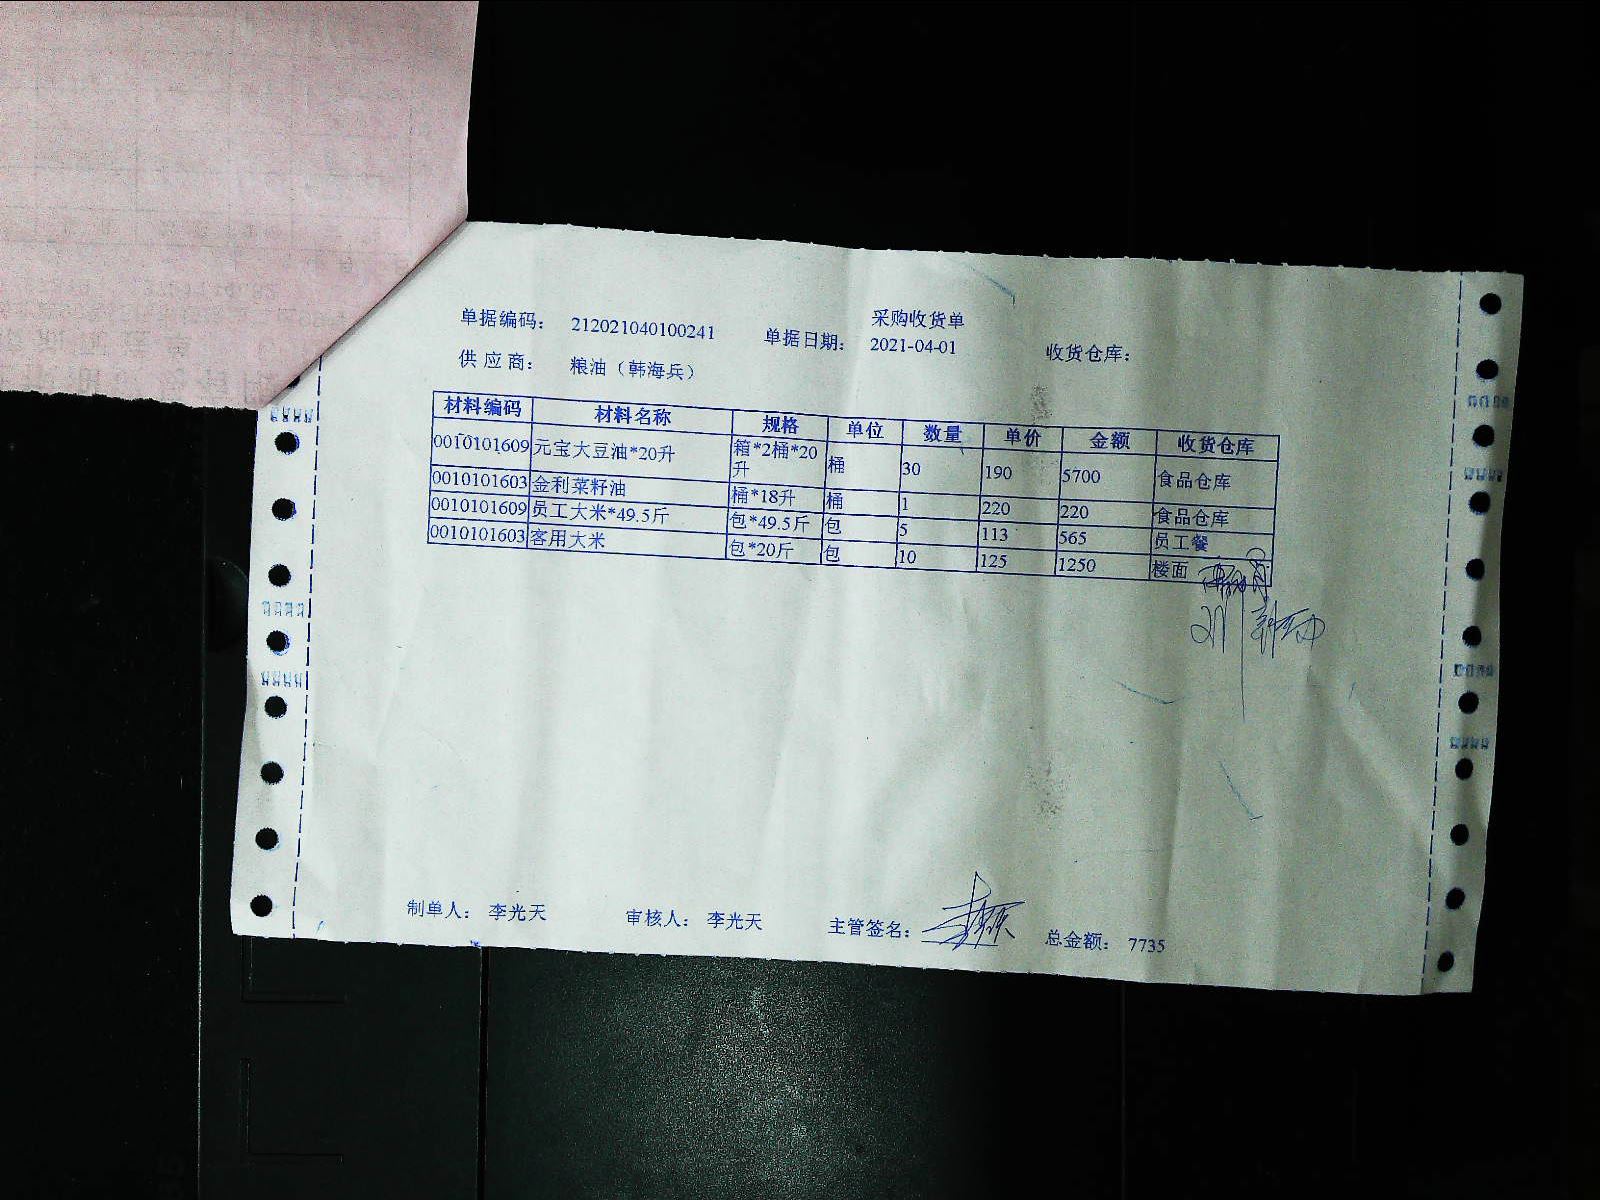 采购收货单
单据编码： 212021040100241 单据日期： 2021-04-01 收货仓库：
供应商： 粮油（韩海兵）
材料编码 材料名称 规格 单位 数量 单价 金额 收货仓库
0010101609 元宝大豆油*20升 箱*2桶*20升 桶 30 190 5700 食品仓库
0010101603 金利菜籽油 桶*18升 桶 1 220 220 食品仓库
0010101609 员工大米*49.5斤 包*49.5斤 包 5 113 565 员工餐
0010101603 客用大米 包*20斤 包 10 125 1250 楼面
制单人： 李光天 审核人： 李光天 主管签名： 总金额： 7735